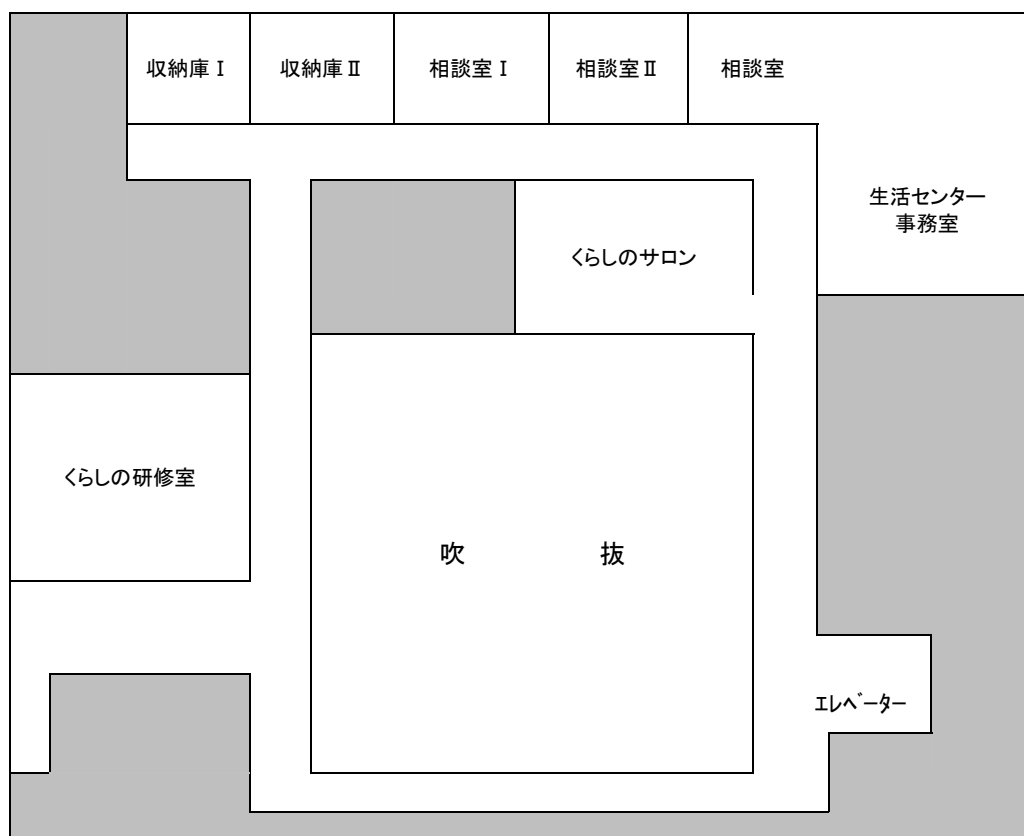 収納庫Ⅰ
収納庫Ⅱ
相談室Ⅰ
相談室Ⅱ
相談室
生活センター
事務室
くらしのサロン
くらしの研修室
吹　抜
エレベーター